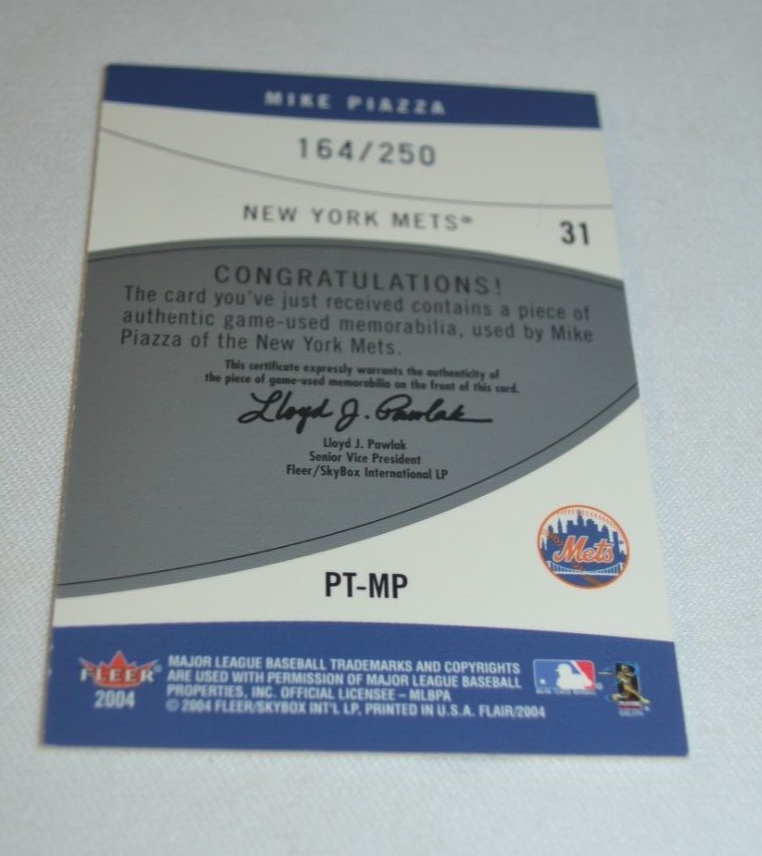 MIKE PIAZZA
164/250
NEW YORK METS®
31
CONGRATULATIONS!
The card you've just received contains a piece of
authentic game-used memorabilia, used by Mike
Piazza of the New York Mets.
This certificate expressly warrants the authenticity of
the piece of game-used memorabilia on the front of this card.
Lloyd J. Pawlak
Lloyd J. Pawlak
Senior Vice President
Fleer/SkyBox International LP
Mets
PT-MP
FLEER®
2004
MAJOR LEAGUE BASEBALL TRADEMARKS AND COPYRIGHTS
ARE USED WITH PERMISSION OF MAJOR LEAGUE BASEBALL
PROPERTIES, INC. OFFICIAL LICENSEE – MLBPA
© 2004 FLEER/SKYBOX INT'L LP. PRINTED IN U.S.A. FLAIR/2004